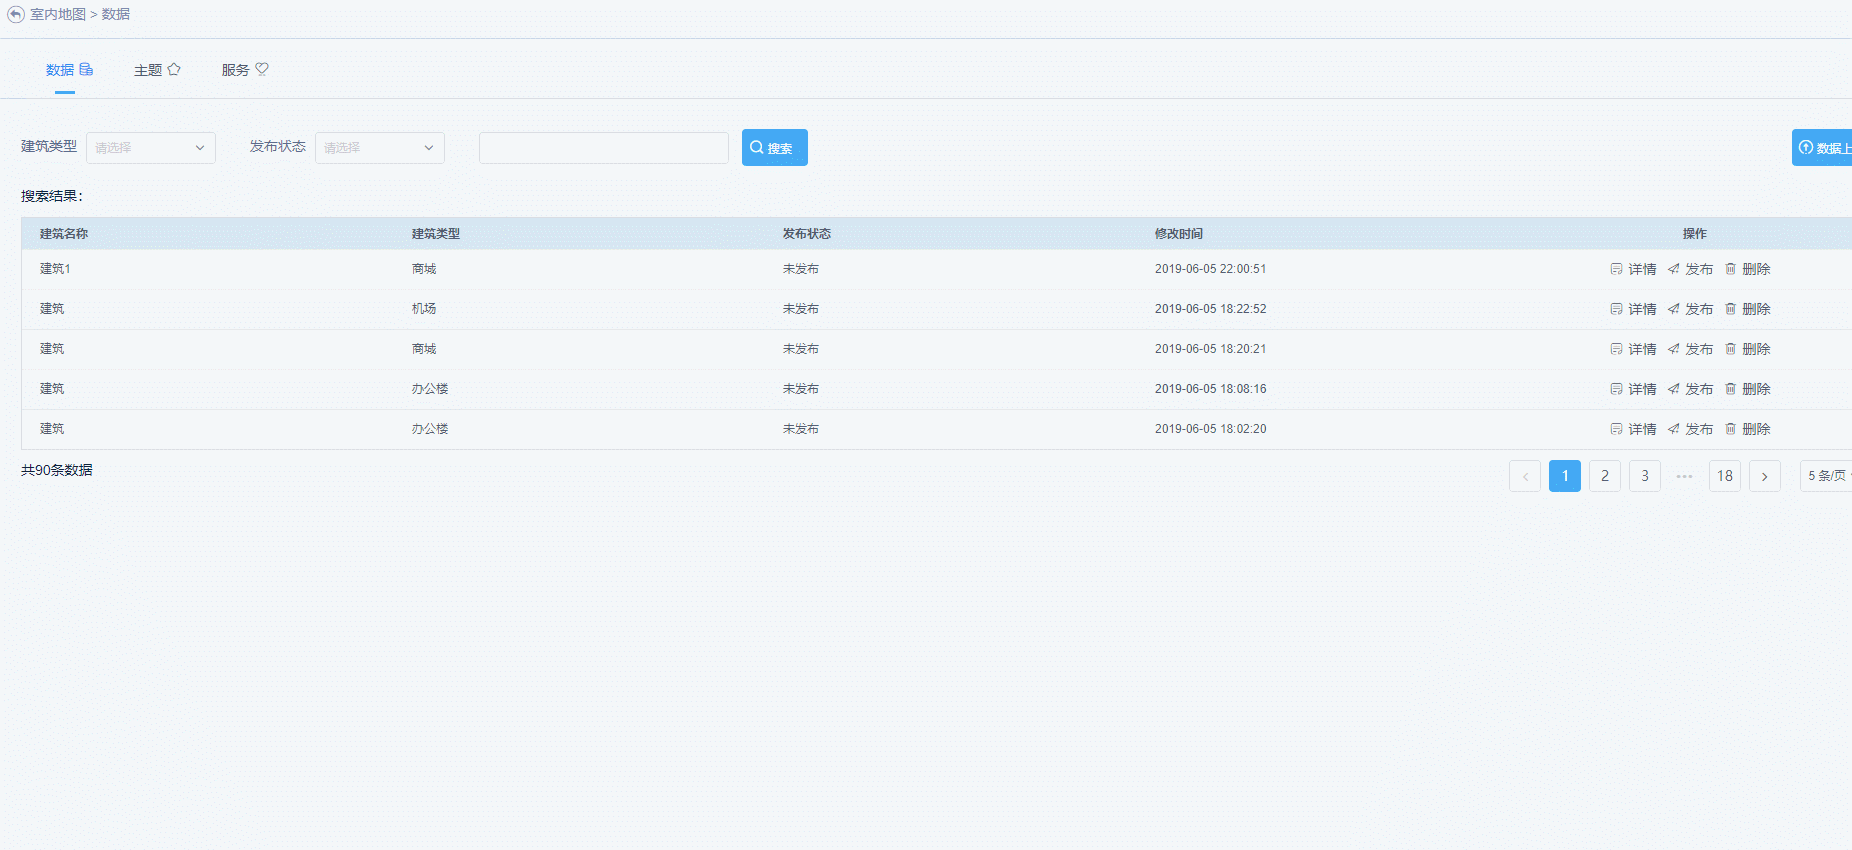 室内地图 > 数据
数据 主题 服务
建筑类型 请选择 发布状态 请选择 搜索 数据上
搜索结果：
建筑名称 建筑类型 发布状态 修改时间 操作
建筑1 商城 未发布 2019-06-05 22:00:51 详情 发布 删除
建筑 机场 未发布 2019-06-05 18:22:52 详情 发布 删除
建筑 商城 未发布 2019-06-05 18:20:21 详情 发布 删除
建筑 办公楼 未发布 2019-06-05 18:08:16 详情 发布 删除
建筑 办公楼 未发布 2019-06-05 18:02:20 详情 发布 删除
共90条数据 < 1 2 3 ••• 18 > 5 条/页